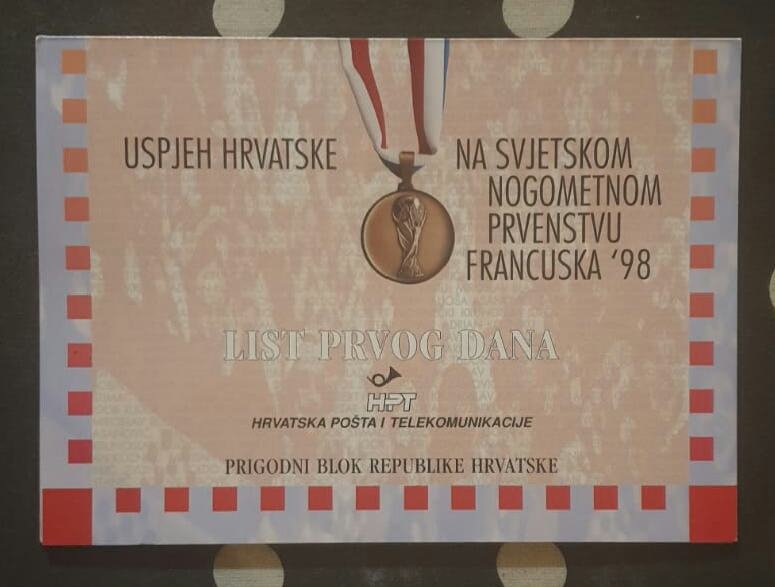 USPJEH HRVATSKE
NA SVJETSKOM
NOGOMETNOM
PRVENSTVU
FRANCUSKA '98
LIST PRVOG DANA
HPT
HRVATSKA POŠTA I TELEKOMUNIKACIJE
PRIGODNI BLOK REPUBLIKE HRVATSKE